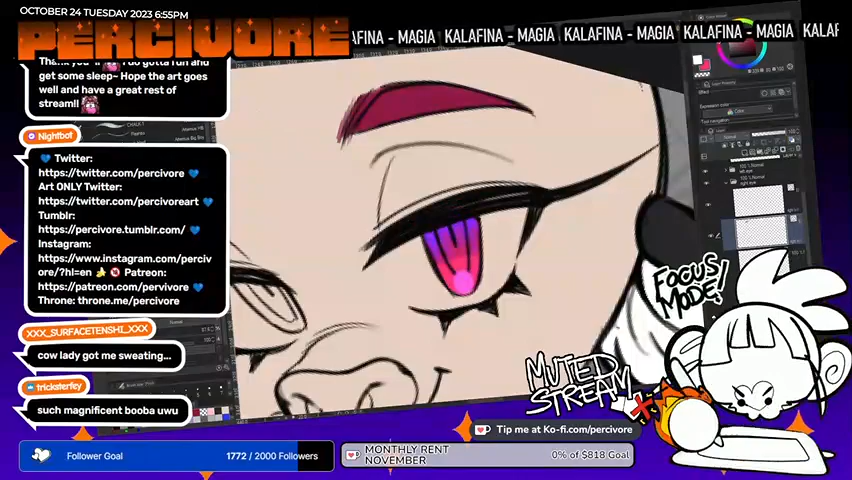 OCTOBER 24 TUESDAY 2023 6:55PM
PERCIVORE
KALAFINA - MAGIA KALAFINA - MAGIA KALAFINA - MAGIA KALAFINA - MAGIA
get some sleep~ Hope the art goes
well and have a great rest of
stream!!
Nightbot
💙 Twitter:
https://twitter.com/percivore 💙
Art ONLY Twitter:
https://twitter.com/percivoreart 💙
Tumblr:
https://percivore.tumblr.com/ 💙
Instagram:
https://www.instagram.com/perciv
ore/?hl=en 🍌 🔞 Patreon:
https://patreon.com/pervivore 💙
Throne: throne.me/percivore
XXX_SURFACETENSHI_XXX
cow lady got me sweating...
tricksterfey
such magnificent booba uwu
FOCUS
MODE!
MUTED
STREAM
Tip me at Ko-fi.com/percivore
Follower Goal 1772 / 2000 Followers
MONTHLY RENT
NOVEMBER 0% of $818 Goal